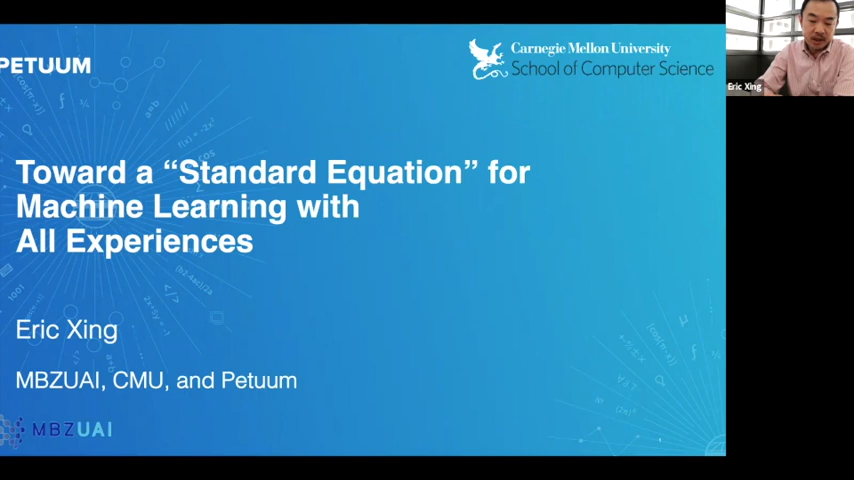 PETUUM
Carnegie Mellon University
School of Computer Science
Eric Xing
Toward a “Standard Equation” for
Machine Learning with
All Experiences
Eric Xing
MBZUAI, CMU, and Petuum
MBZUAI